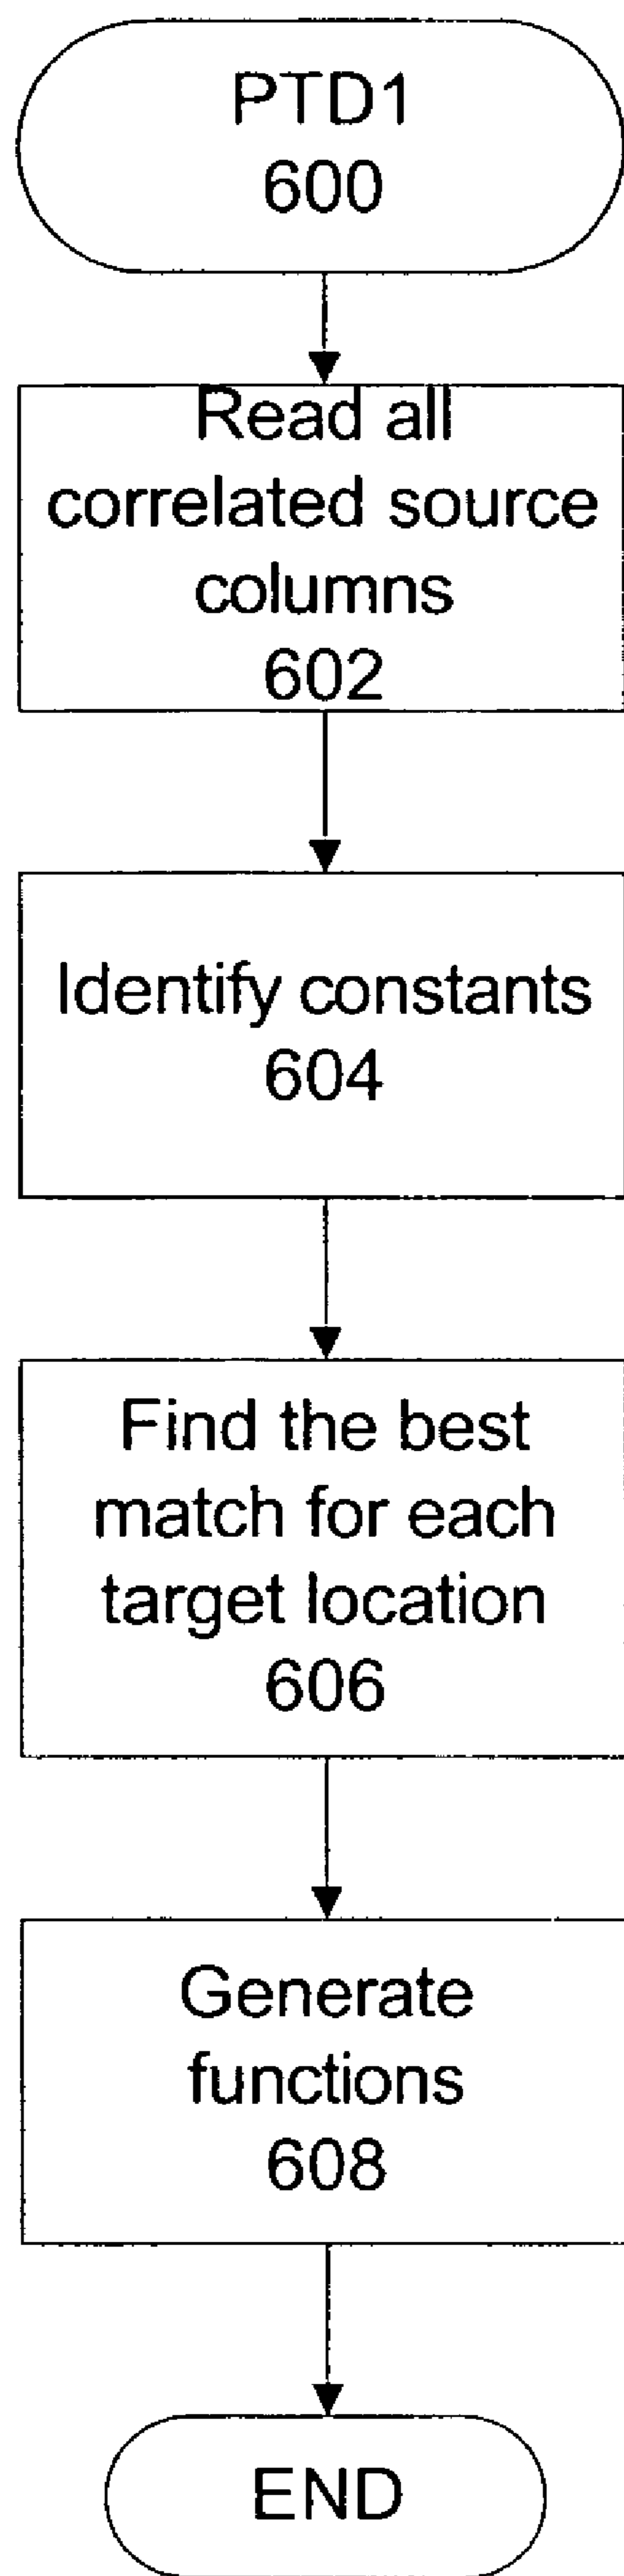 PTD1
600
Read all
correlated source
columns
602
Identify constants
604
Find the best
match for each
target location
606
Generate
functions
608
END